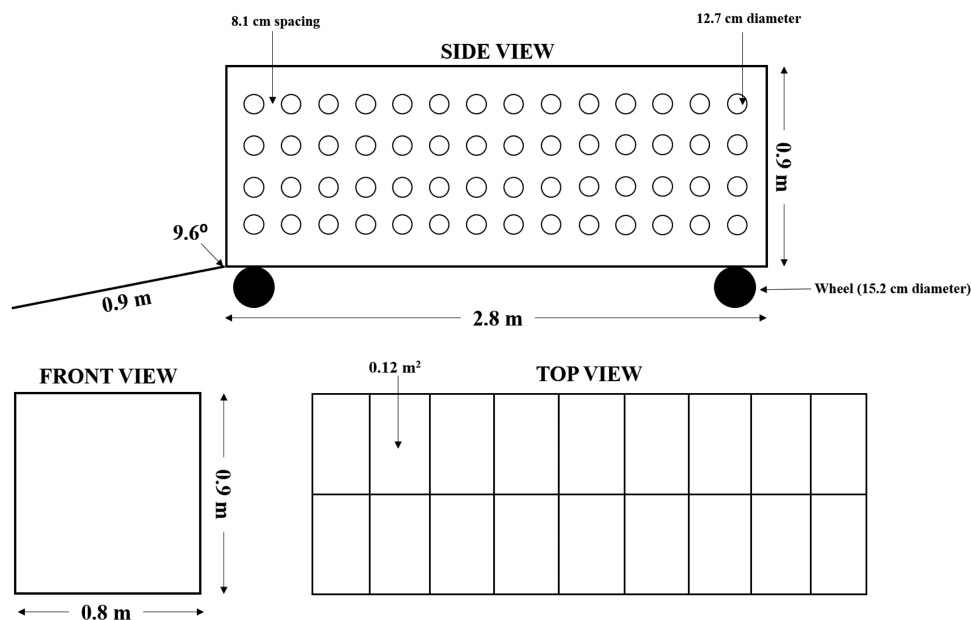 8.1 cm spacing
12.7 cm diameter
SIDE VIEW
0.9 m
9.6⁰
0.9 m
Wheel (15.2 cm diameter)
2.8 m
FRONT VIEW
0.12 m²
TOP VIEW
0.9 m
0.8 m